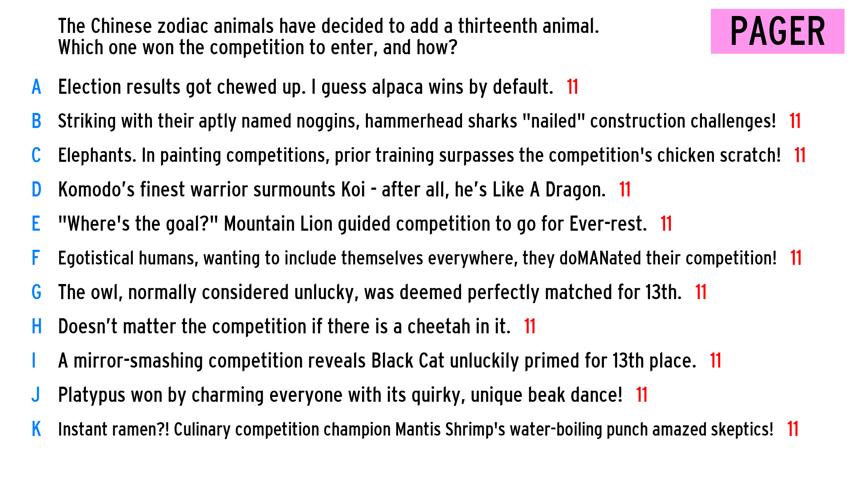 The Chinese zodiac animals have decided to add a thirteenth animal.
Which one won the competition to enter, and how?
PAGER
A Election results got chewed up. I guess alpaca wins by default. 11
B Striking with their aptly named noggins, hammerhead sharks "nailed" construction challenges! 11
C Elephants. In painting competitions, prior training surpasses the competition's chicken scratch! 11
D Komodo's finest warrior surmounts Koi - after all, he's Like A Dragon. 11
E "Where's the goal?" Mountain Lion guided competition to go for Ever-rest. 11
F Egotistical humans, wanting to include themselves everywhere, they doMANated their competition! 11
G The owl, normally considered unlucky, was deemed perfectly matched for 13th. 11
H Doesn't matter the competition if there is a cheetah in it. 11
I A mirror-smashing competition reveals Black Cat unluckily primed for 13th place. 11
J Platypus won by charming everyone with its quirky, unique beak dance! 11
K Instant ramen?! Culinary competition champion Mantis Shrimp's water-boiling punch amazed skeptics! 11